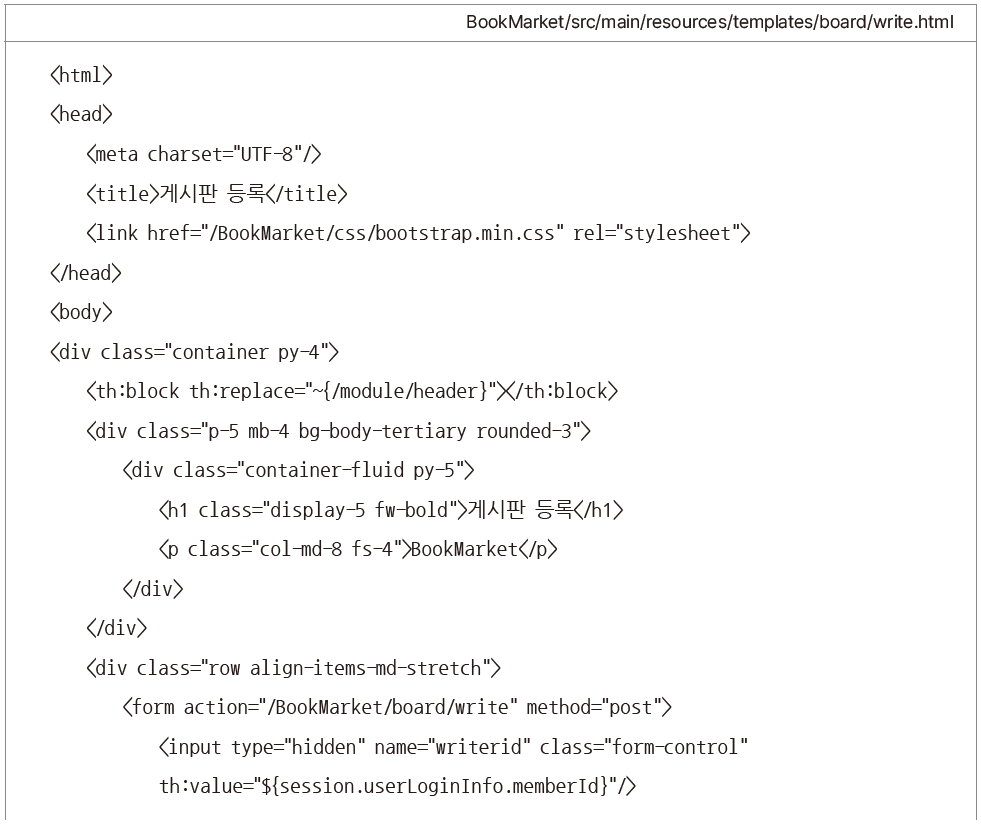 BookMarket/src/main/resources/templates/board/write.html
<html>
<head>
<meta charset="UTF-8"/>
<title>게시판 등록</title>
<link href="/BookMarket/css/bootstrap.min.css" rel="stylesheet">
</head>
<body>
<div class="container py-4">
<th:block th:replace="~{/module/header}"></th:block>
<div class="p-5 mb-4 bg-body-tertiary rounded-3">
<div class="container-fluid py-5">
<h1 class="display-5 fw-bold">게시판 등록</h1>
<p class="col-md-8 fs-4">BookMarket</p>
</div>
</div>
<div class="row align-items-md-stretch">
<form action="/BookMarket/board/write" method="post">
<input type="hidden" name="writerid" class="form-control"
th:value="${session.userLoginInfo.memberId}"/>